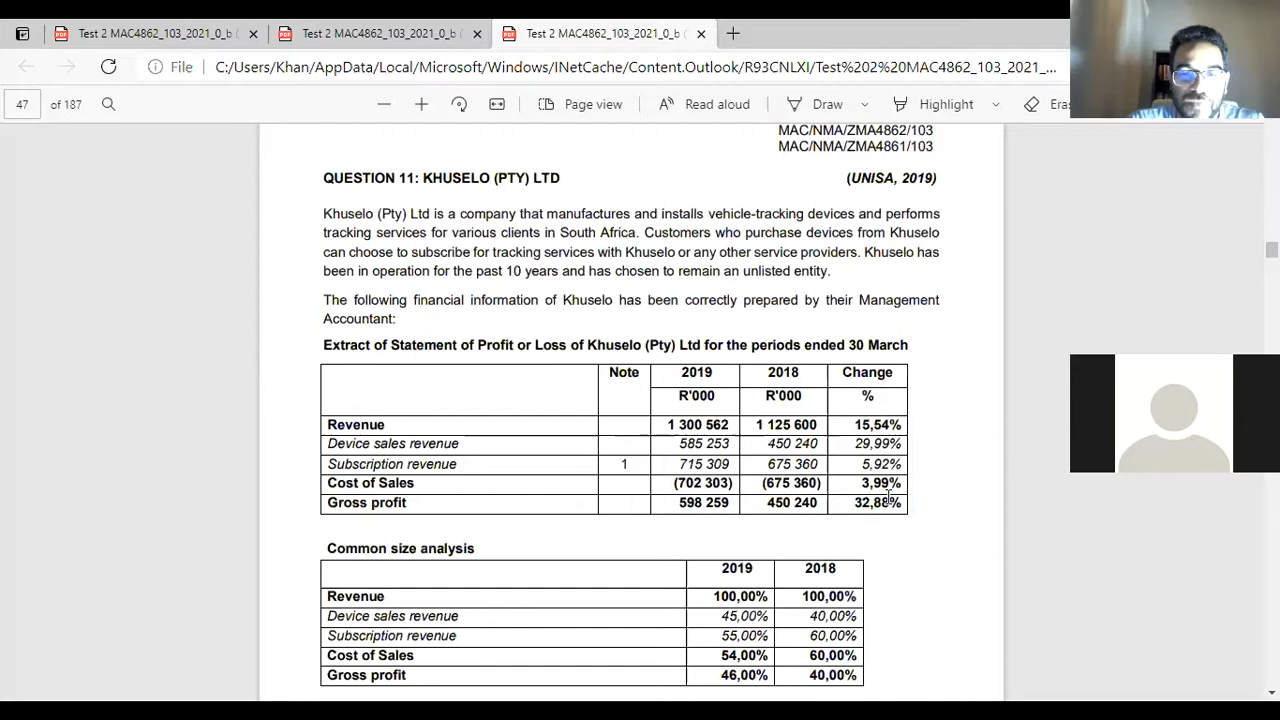 Test 2 MAC4862_103_2021_0_b (
Test 2 MAC4862_103_2021_0_b (
Test 2 MAC4862_103_2021_0_b (
File
C:/Users/Khan/AppData/Local/Microsoft/Windows/INetCache/Content.Outlook/R93CNLXI/Test%202%20MAC4862_103_2021_...
47 of 187
Page view
Read aloud
Draw
Highlight
MAC/NMA/ZMA4862/103
MAC/NMA/ZMA4861/103
QUESTION 11: KHUSELO (PTY) LTD (UNISA, 2019)
Khuselo (Pty) Ltd is a company that manufactures and installs vehicle-tracking devices and performs
tracking services for various clients in South Africa. Customers who purchase devices from Khuselo
can choose to subscribe for tracking services with Khuselo or any other service providers. Khuselo has
been in operation for the past 10 years and has chosen to remain an unlisted entity.
The following financial information of Khuselo has been correctly prepared by their Management
Accountant:
Extract of Statement of Profit or Loss of Khuselo (Pty) Ltd for the periods ended 30 March
Note 2019 2018 Change
R'000 R'000 %
Revenue 1 300 562 1 125 600 15,54%
Device sales revenue 585 253 450 240 29,99%
Subscription revenue 1 715 309 675 360 5,92%
Cost of Sales (702 303) (675 360) 3,99%
Gross profit 598 259 450 240 32,88%
Common size analysis
2019 2018
Revenue 100,00% 100,00%
Device sales revenue 45,00% 40,00%
Subscription revenue 55,00% 60,00%
Cost of Sales 54,00% 60,00%
Gross profit 46,00% 40,00%